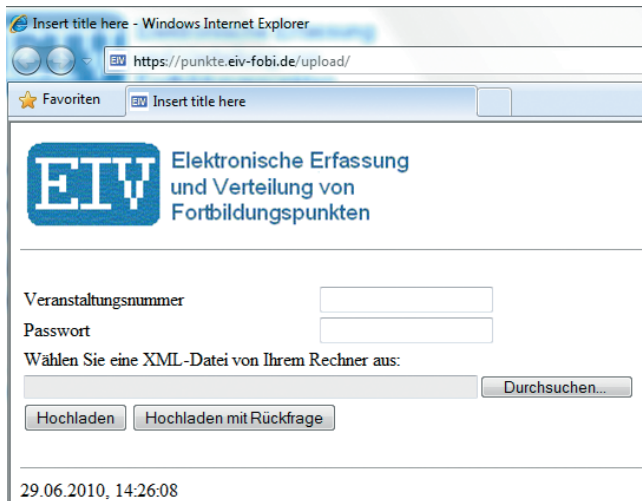 Insert title here - Windows Internet Explorer
EIV https://punkte.eiv-fobi.de/upload/
Favoriten EIV Insert title here
EIV
Elektronische Erfassung
und Verteilung von
Fortbildungspunkten
Veranstaltungsnummer
Passwort
Wählen Sie eine XML-Datei von Ihrem Rechner aus:
Durchsuchen...
Hochladen Hochladen mit Rückfrage
29.06.2010, 14:26:08